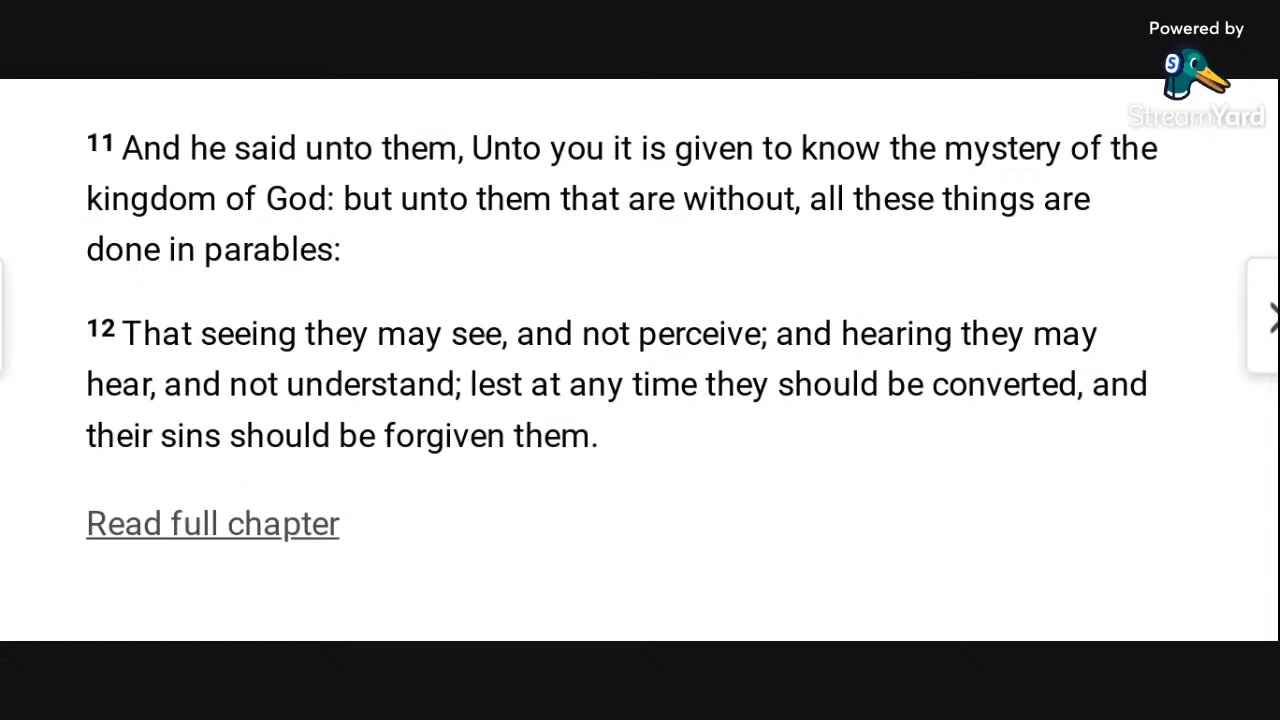 Powered by
S
StreamYard
11 And he said unto them, Unto you it is given to know the mystery of the
kingdom of God: but unto them that are without, all these things are
done in parables:
12 That seeing they may see, and not perceive; and hearing they may
hear, and not understand; lest at any time they should be converted, and
their sins should be forgiven them.
Read full chapter